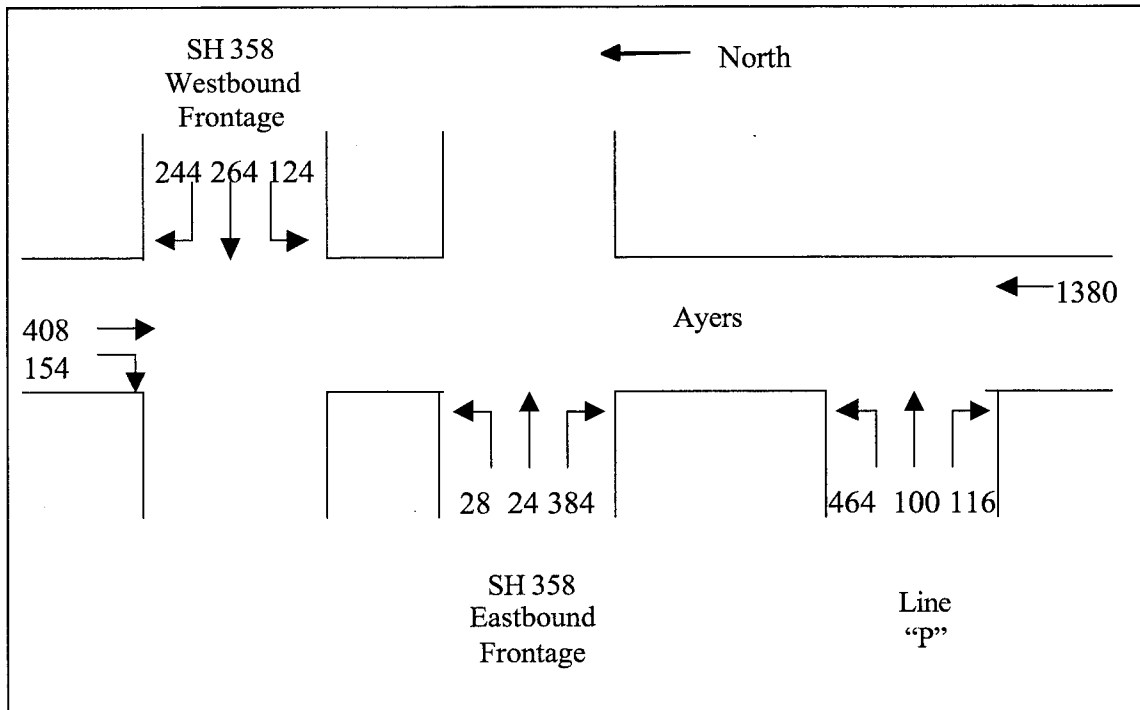 SH 358
Westbound
Frontage
North
244 264 124
1380
408
154
Ayers
28 24 384
464 100 116
SH 358
Eastbound
Frontage
Line
“P”